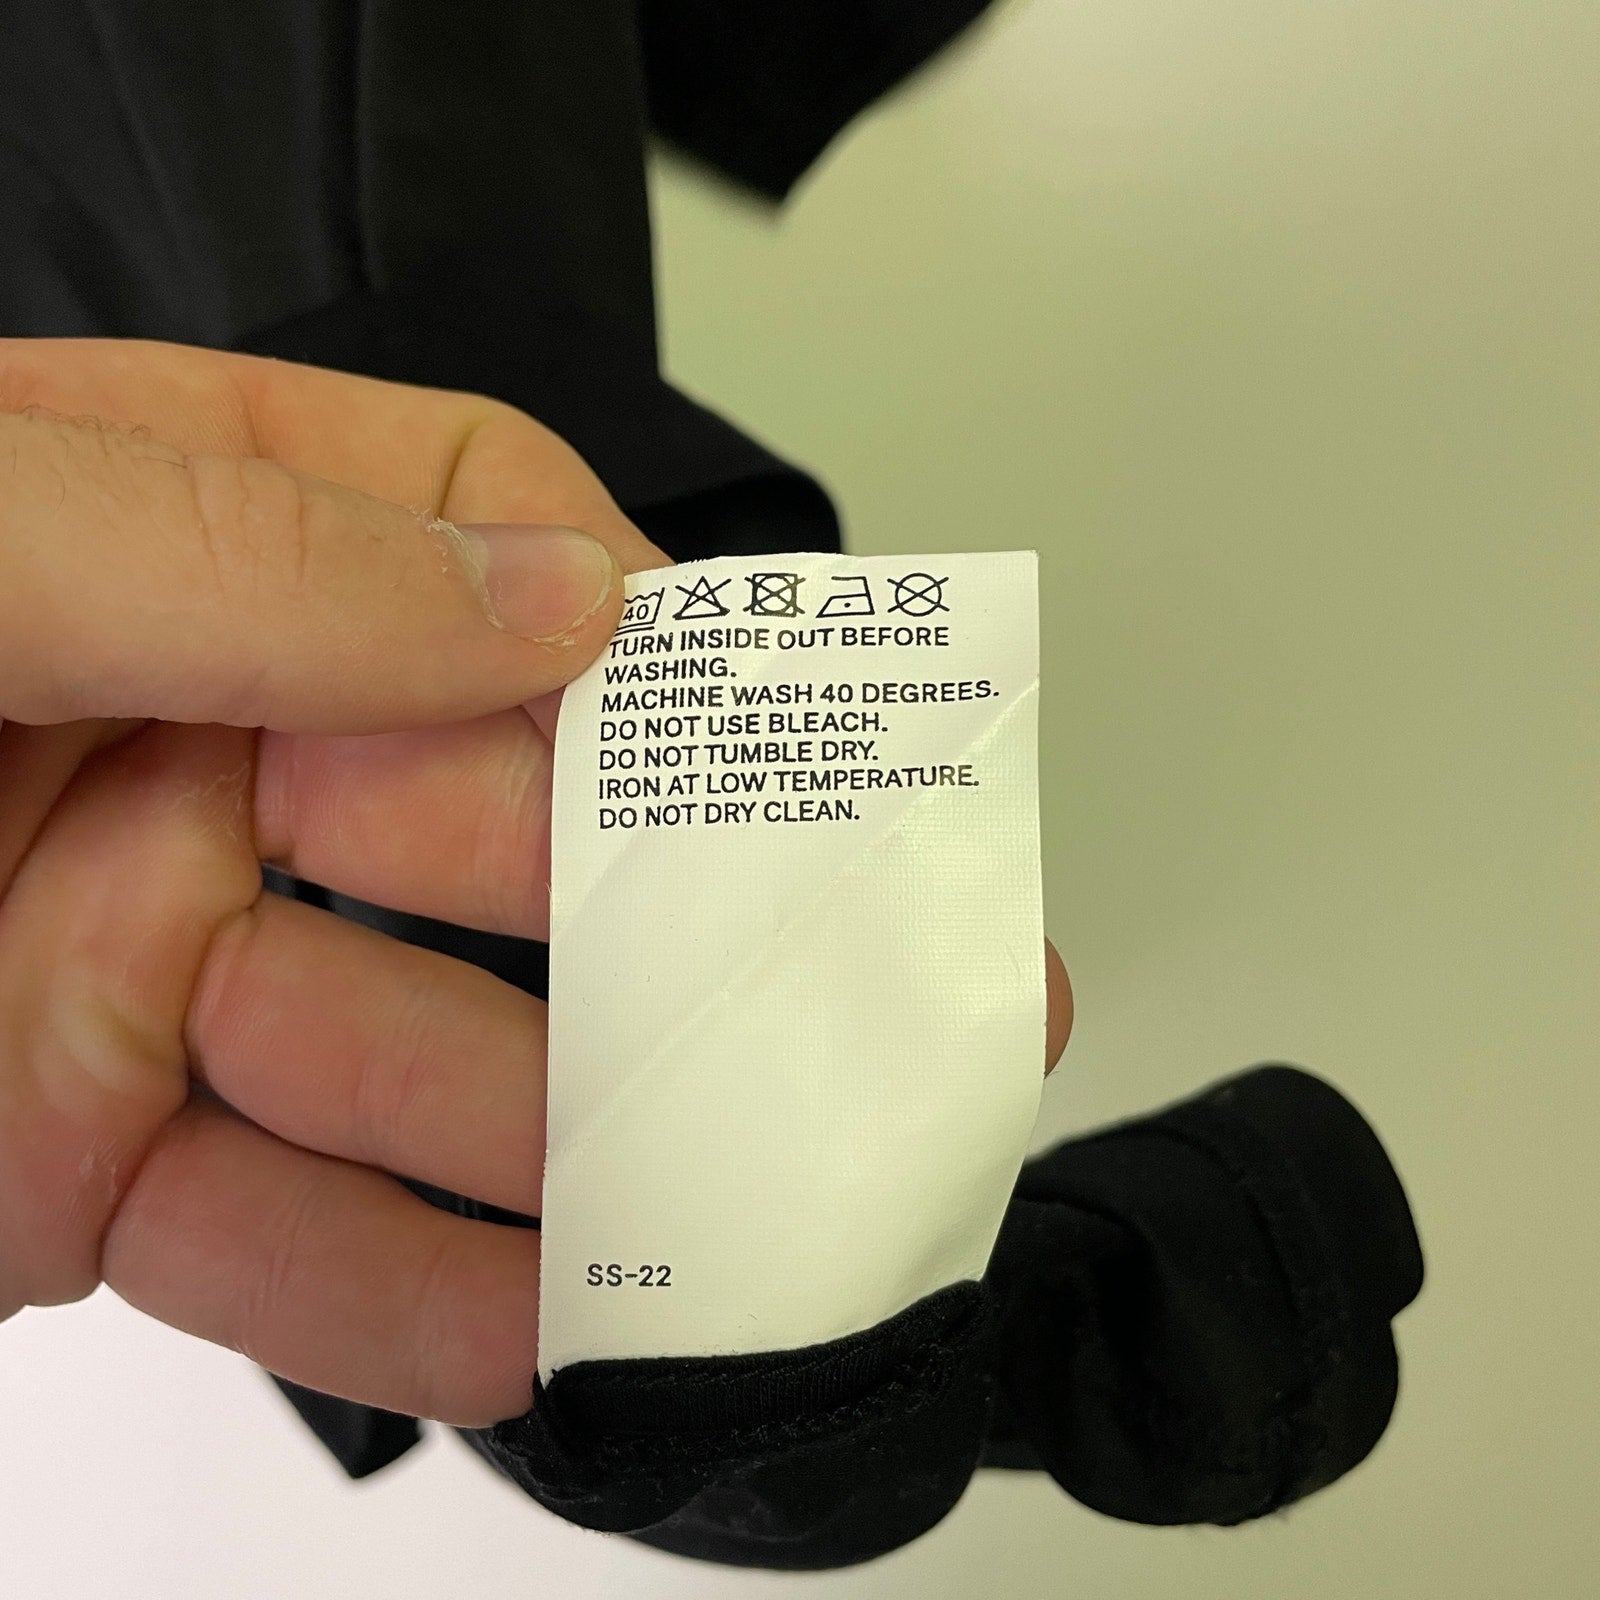 40
TURN INSIDE OUT BEFORE
WASHING.
MACHINE WASH 40 DEGREES.
DO NOT USE BLEACH.
DO NOT TUMBLE DRY.
IRON AT LOW TEMPERATURE.
DO NOT DRY CLEAN.
SS-22